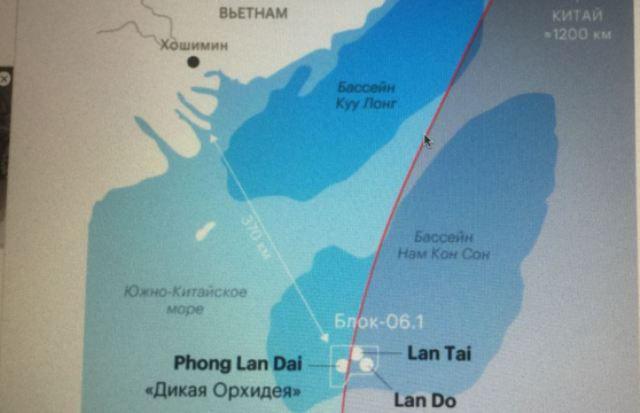 ВЬЕТНАМ
КИТАЙ
≈1200 км
Хошимин
Бассейн
Куу Лонг
370 км
Бассейн
Нам Кон Сон
Южно-Китайское
море
Блок-06.1
Phong Lan Dai
Lan Tai
«Дикая Орхидея»
Lan Do